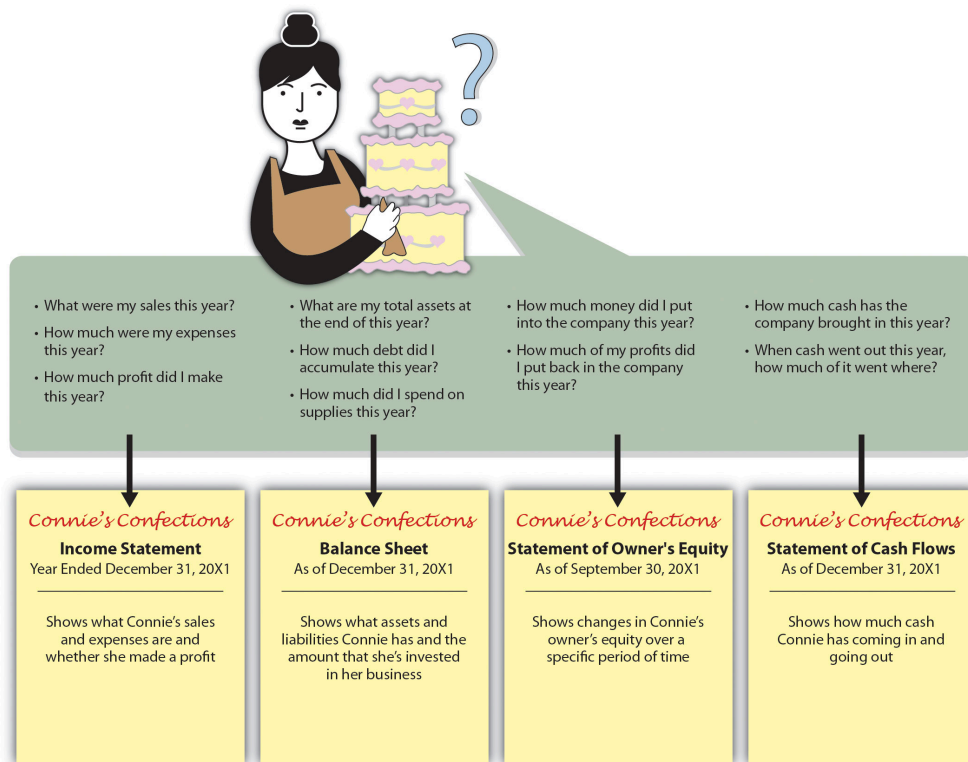 ?
• What were my sales this year?
• How much were my expenses
this year?
• How much profit did I make
this year?
• What are my total assets at
the end of this year?
• How much debt did I
accumulate this year?
• How much did I spend on
supplies this year?
• How much money did I put
into the company this year?
• How much of my profits did
I put back in the company
this year?
• How much cash has the
company brought in this year?
• When cash went out this year,
how much of it went where?
Connie's Confections
Income Statement
Year Ended December 31, 20X1
Shows what Connie's sales
and expenses are and
whether she made a profit
Connie's Confections
Balance Sheet
As of December 31, 20X1
Shows what assets and
liabilities Connie has and the
amount that she's invested
in her business
Connie's Confections
Statement of Owner's Equity
As of September 30, 20X1
Shows changes in Connie's
owner's equity over a
specific period of time
Connie's Confections
Statement of Cash Flows
As of December 31, 20X1
Shows how much cash
Connie has coming in and
going out